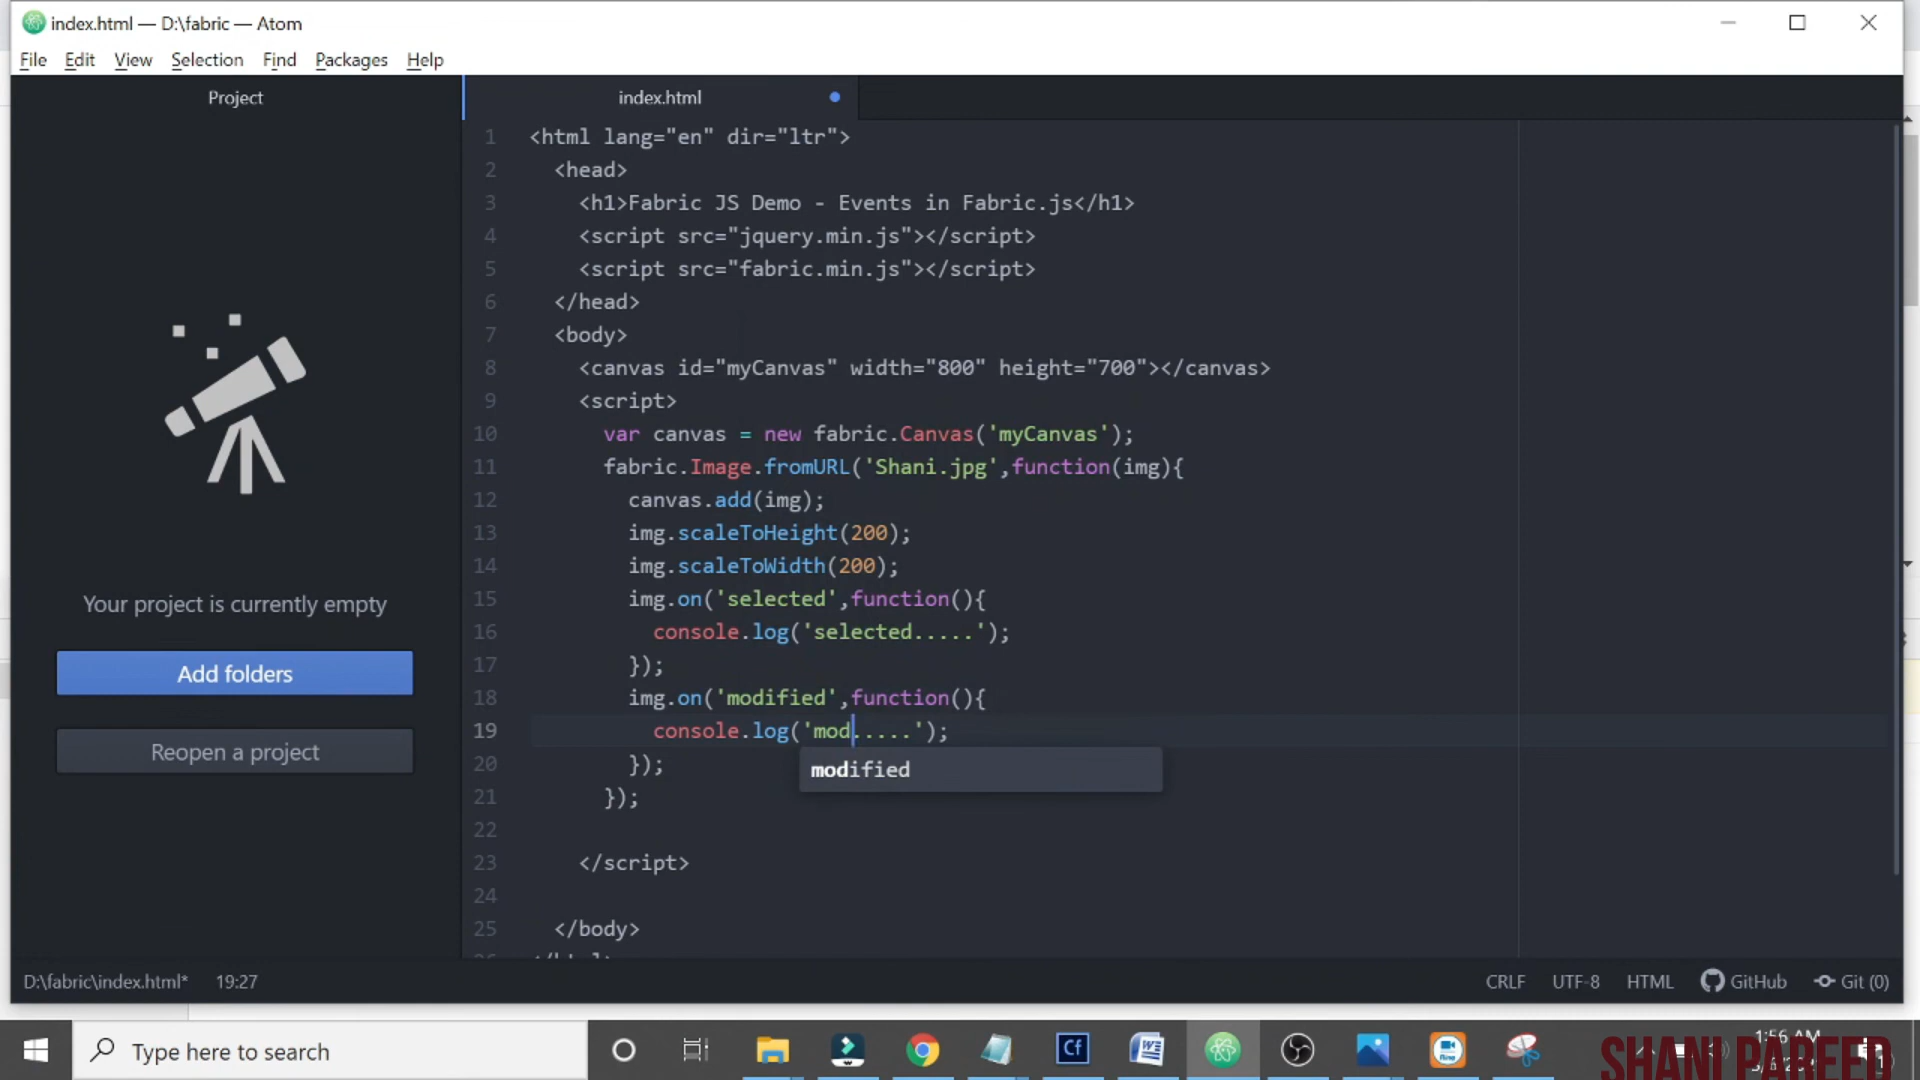 index.html — D:\fabric — Atom
File Edit View Selection Find Packages Help
Project
index.html
1 <html lang="en" dir="ltr">
2 <head>
3 <h1>Fabric JS Demo - Events in Fabric.js</h1>
4 <script src="jquery.min.js"></script>
5 <script src="fabric.min.js"></script>
6 </head>
7 <body>
8 <canvas id="myCanvas" width="800" height="700"></canvas>
9 <script>
10 var canvas = new fabric.Canvas('myCanvas');
11 fabric.Image.fromURL('Shani.jpg',function(img){
12 canvas.add(img);
13 img.scaleToHeight(200);
14 img.scaleToWidth(200);
15 img.on('selected',function(){
16 console.log('selected.....');
17 });
18 img.on('modified',function(){
19 console.log('mod.....');
modified
20 });
21 });
22
23 </script>
24
25 </body>
Your project is currently empty
Add folders
Reopen a project
D:\fabric\index.html* 19:27
CRLF UTF-8 HTML GitHub Git (0)
Type here to search
Cf
1:56 AM
SHANI PAREED